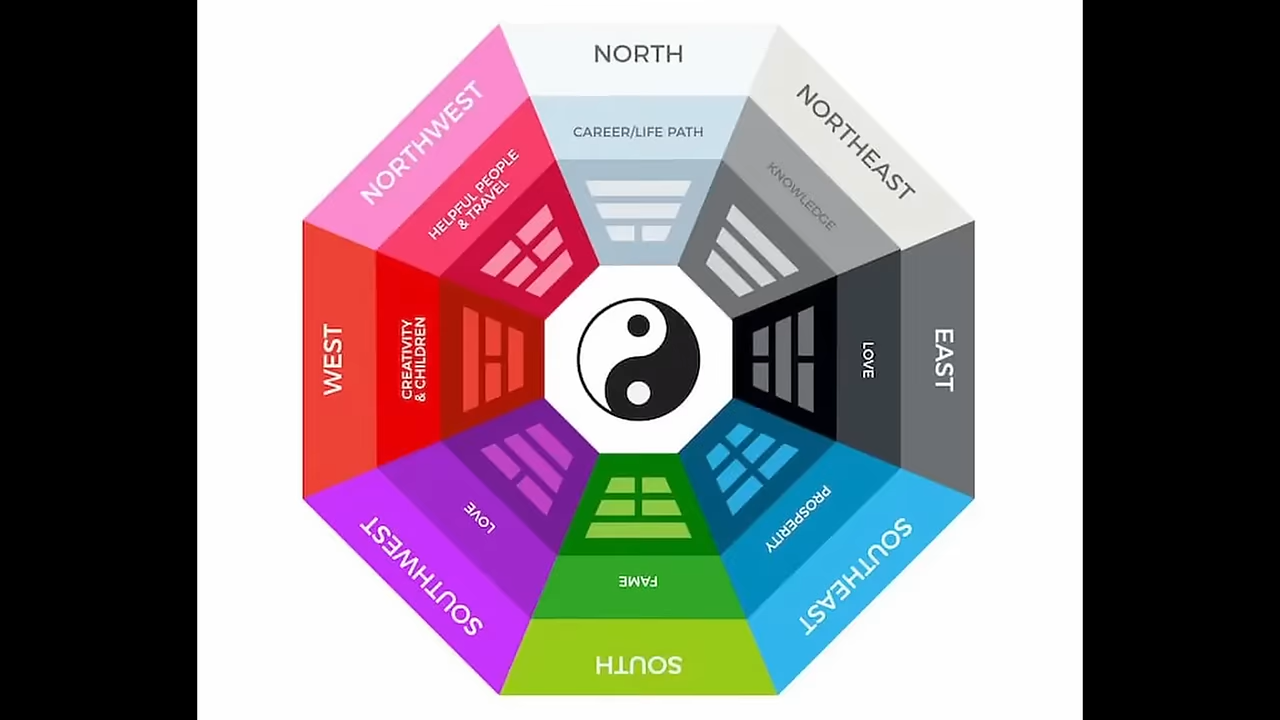 NORTH
CAREER/LIFE PATH
NORTHEAST
KNOWLEDGE
EAST
LOVE
SOUTHEAST
PROSPERITY
SOUTH
FAME
SOUTHWEST
LOVE
WEST
CREATIVITY
& CHILDREN
NORTHWEST
HELPFUL PEOPLE
& TRAVEL